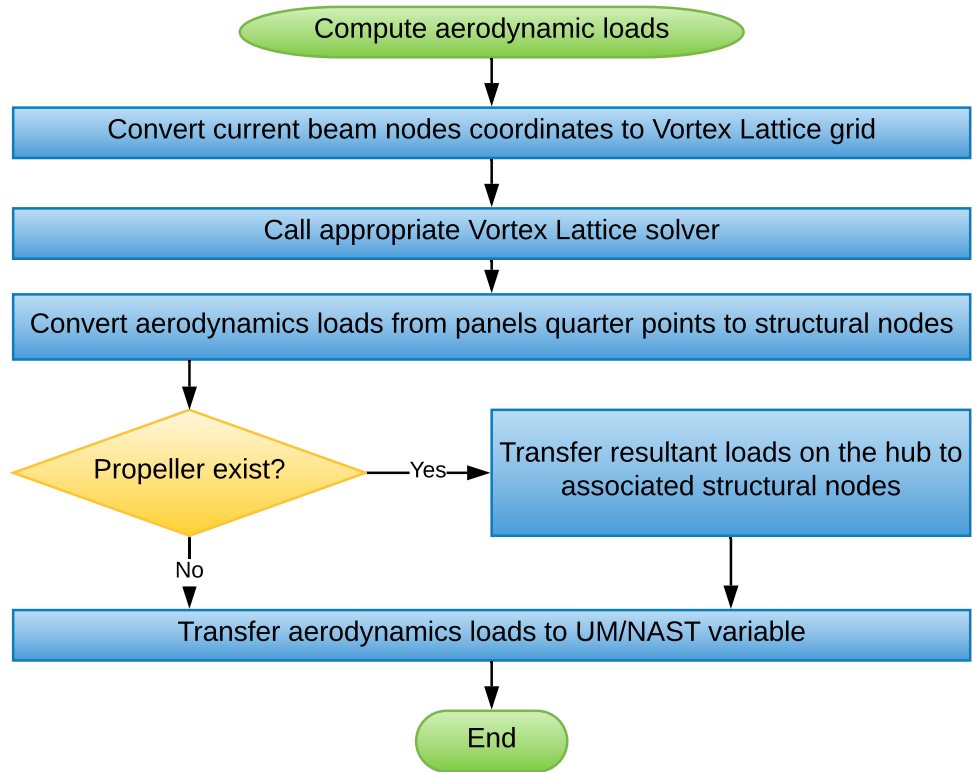 Compute aerodynamic loads
Convert current beam nodes coordinates to Vortex Lattice grid
Call appropriate Vortex Lattice solver
Convert aerodynamics loads from panels quarter points to structural nodes
Propeller exist?
Yes
Transfer resultant loads on the hub to
associated structural nodes
No
Transfer aerodynamics loads to UM/NAST variable
End